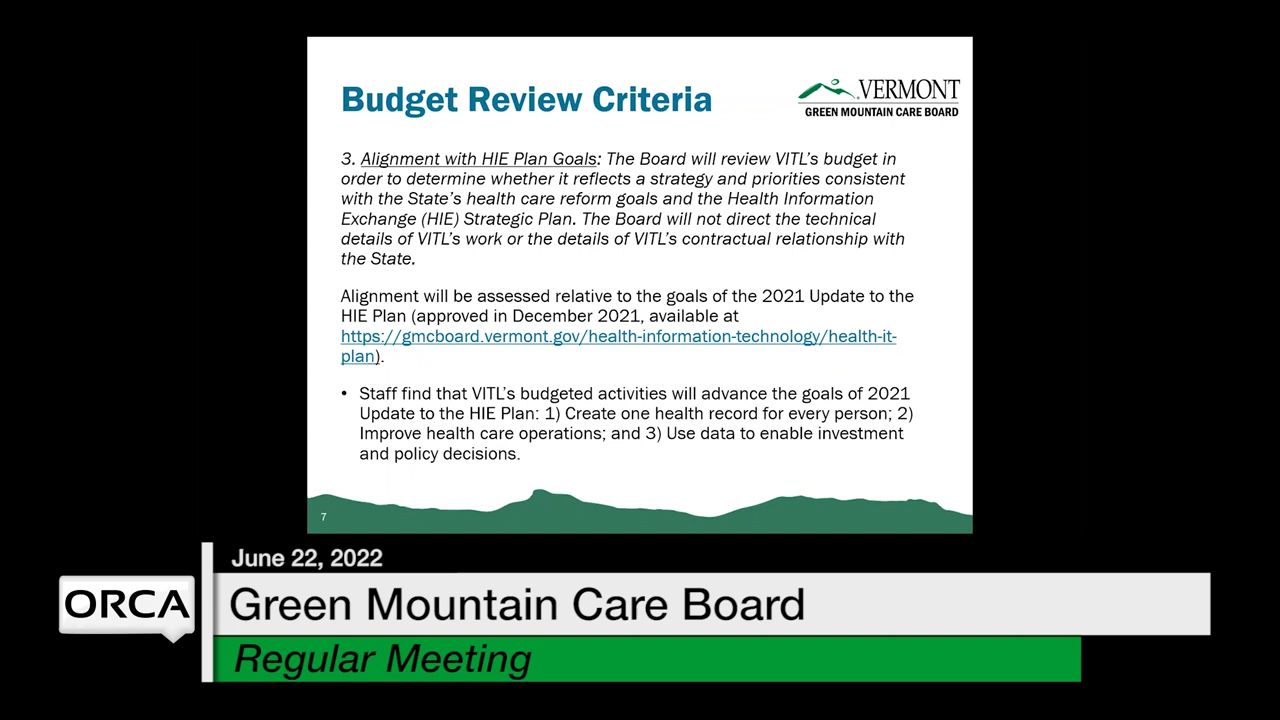 Budget Review Criteria
VERMONT
GREEN MOUNTAIN CARE BOARD
3. Alignment with HIE Plan Goals: The Board will review VITL's budget in
order to determine whether it reflects a strategy and priorities consistent
with the State's health care reform goals and the Health Information
Exchange (HIE) Strategic Plan. The Board will not direct the technical
details of VITL's work or the details of VITL's contractual relationship with
the State.
Alignment will be assessed relative to the goals of the 2021 Update to the
HIE Plan (approved in December 2021, available at
https://gmcboard.vermont.gov/health-information-technology/health-it-
plan).
• Staff find that VITL's budgeted activities will advance the goals of 2021
Update to the HIE Plan: 1) Create one health record for every person; 2)
Improve health care operations; and 3) Use data to enable investment
and policy decisions.
7
June 22, 2022
ORCA
Green Mountain Care Board
Regular Meeting